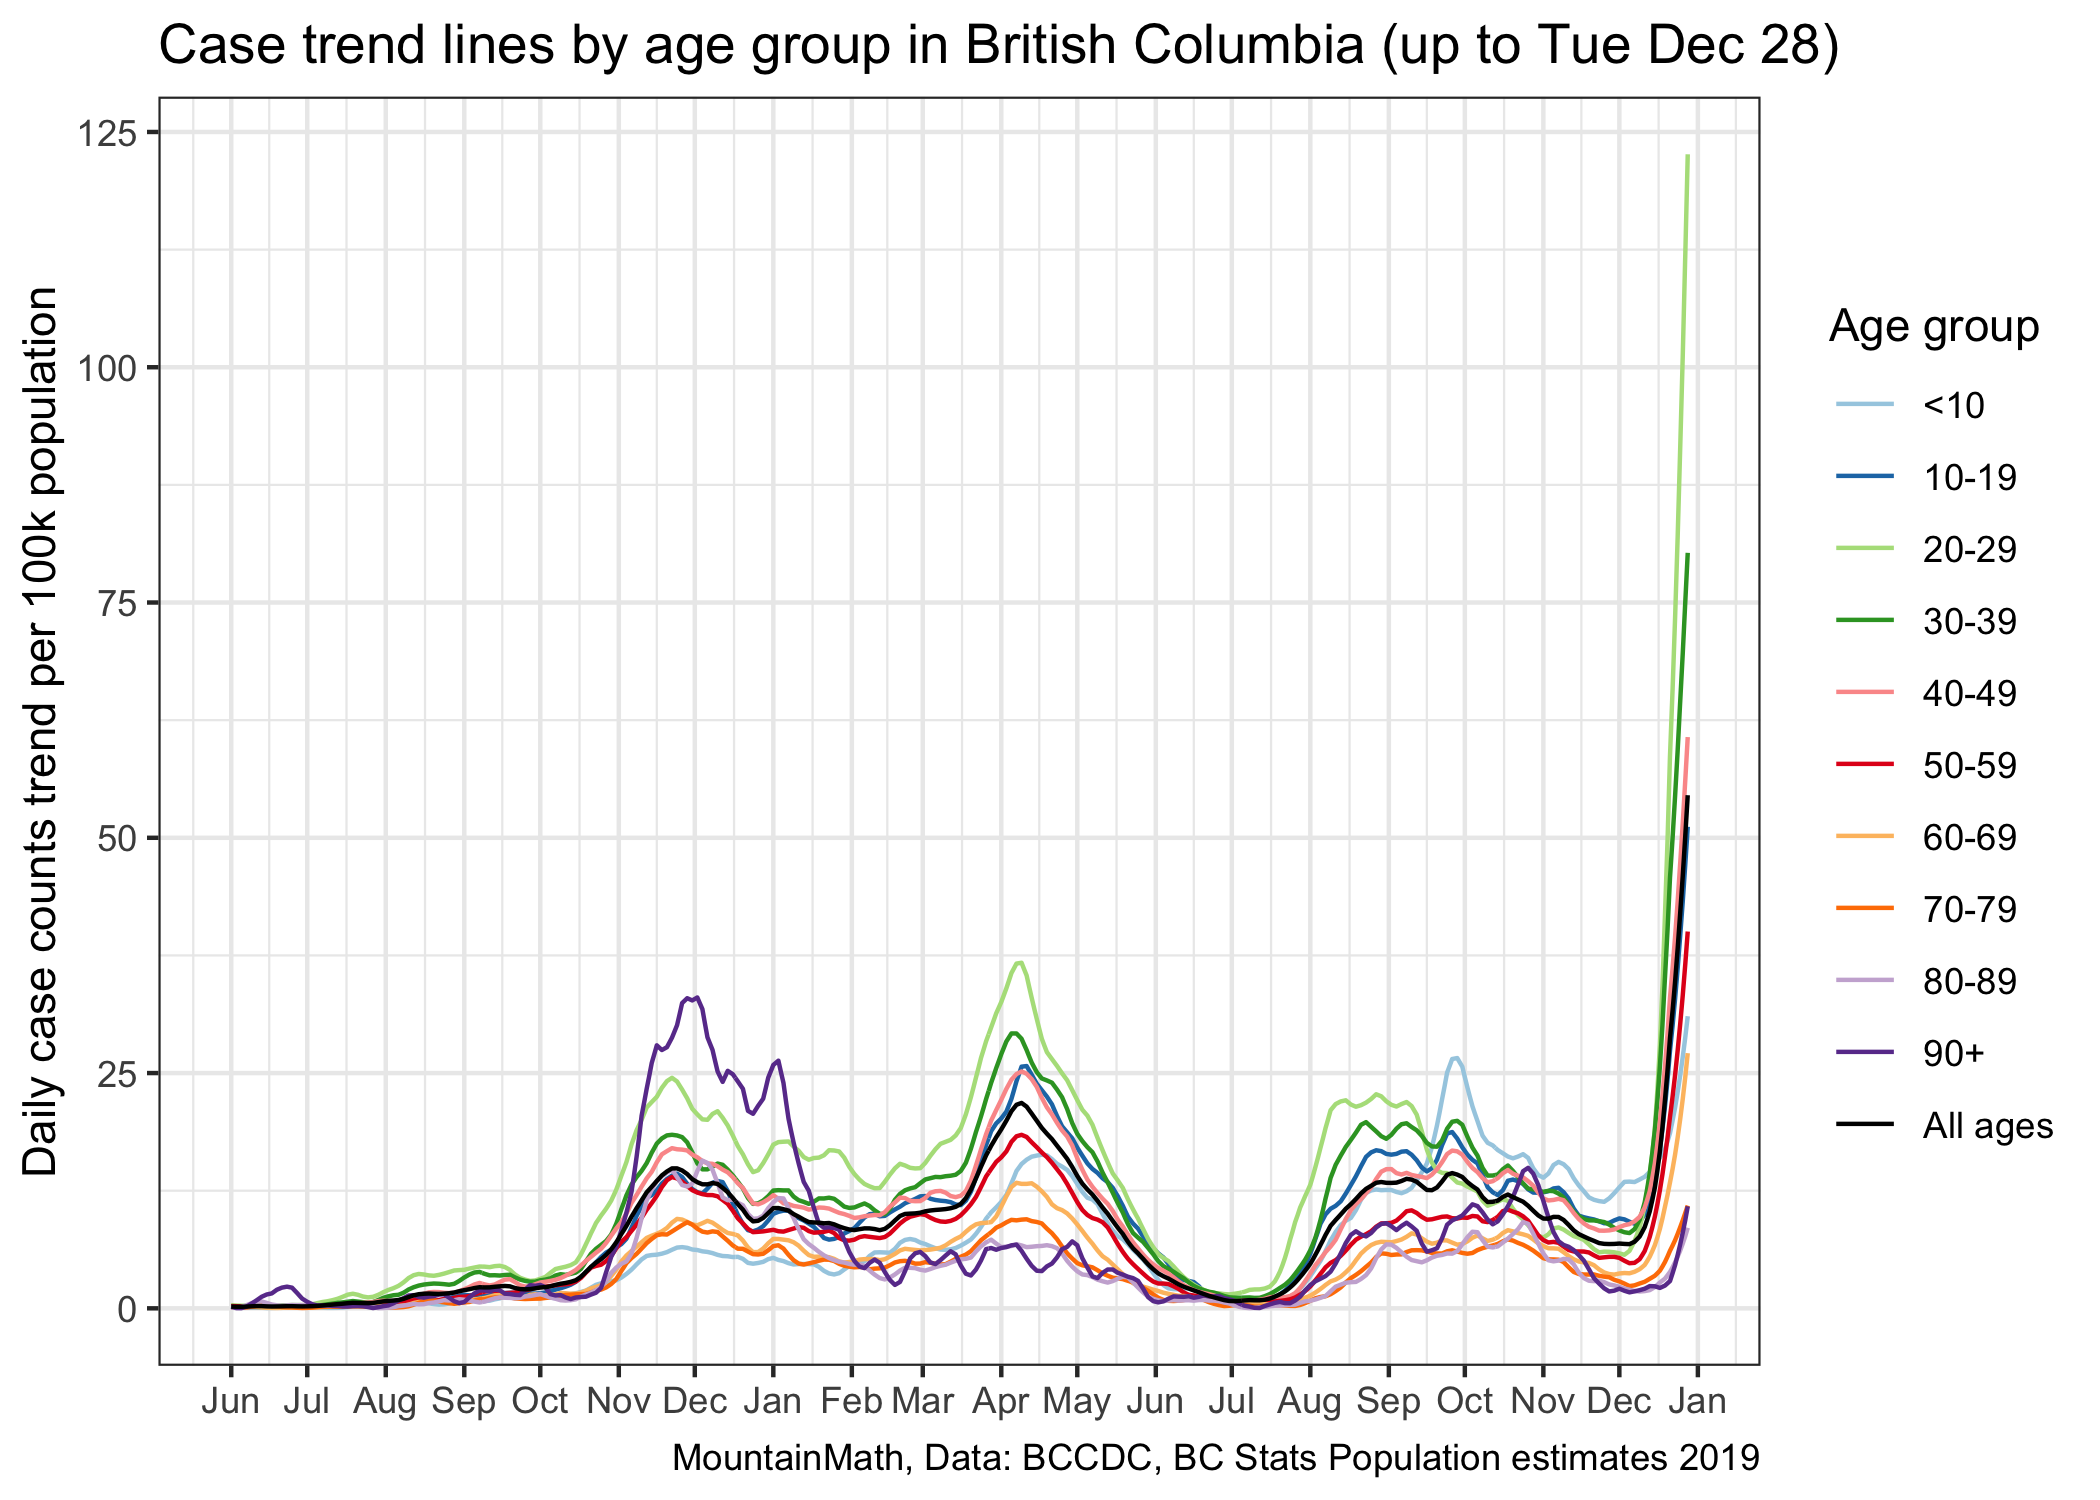 Case trend lines by age group in British Columbia (up to Tue Dec 28)
Daily case counts trend per 100k population
125
100
75
50
25
0
Jun Jul Aug Sep Oct Nov Dec Jan Feb Mar Apr May Jun Jul Aug Sep Oct Nov Dec Jan
Age group
<10
10-19
20-29
30-39
40-49
50-59
60-69
70-79
80-89
90+
All ages
MountainMath, Data: BCCDC, BC Stats Population estimates 2019